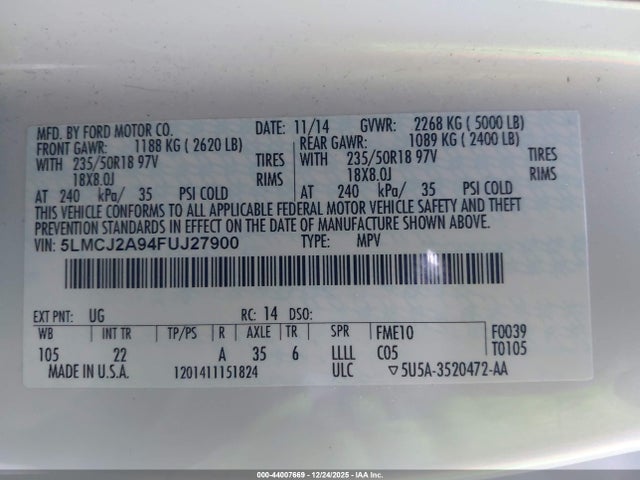 MFD. BY FORD MOTOR CO. DATE: 11/14 GVWR: 2268 KG ( 5000 LB)
FRONT GAWR: 1188 KG ( 2620 LB) REAR GAWR: 1089 KG ( 2400 LB)
WITH 235/50R18 97V TIRES WITH 235/50R18 97V TIRES
18X8.0J RIMS 18X8.0J RIMS
AT 240 kPa/ 35 PSI COLD AT 240 kPa/ 35 PSI COLD
THIS VEHICLE CONFORMS TO ALL APPLICABLE FEDERAL MOTOR VEHICLE SAFETY AND THEFT
PREVENTION STANDARDS IN EFFECT ON THE DATE OF MANUFACTURE SHOWN ABOVE.
VIN: 5LMCJ2A94FUJ27900 TYPE: MPV
EXT PNT: UG RC: 14 DSO:
WB INT TR TP/PS R AXLE TR SPR FME10 F0039
105 22 A 35 6 LLLL C05 T0105
MADE IN U.S.A. 1201411151824 ULC ▽5U5A-3520472-AA
000-44007669 - 12/24/2025 - IAA Inc.